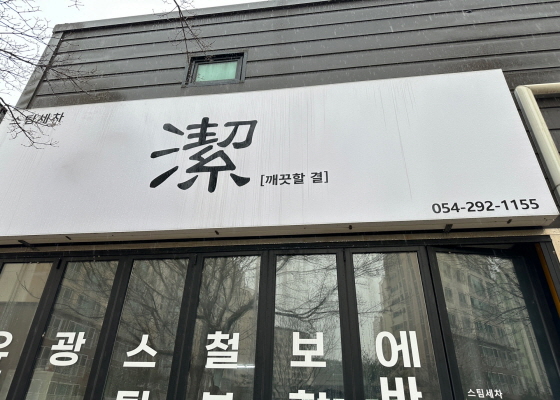 스팀세차
潔 [깨끗할 결]
054-292-1155
광 스 철 보 에
스팀세차